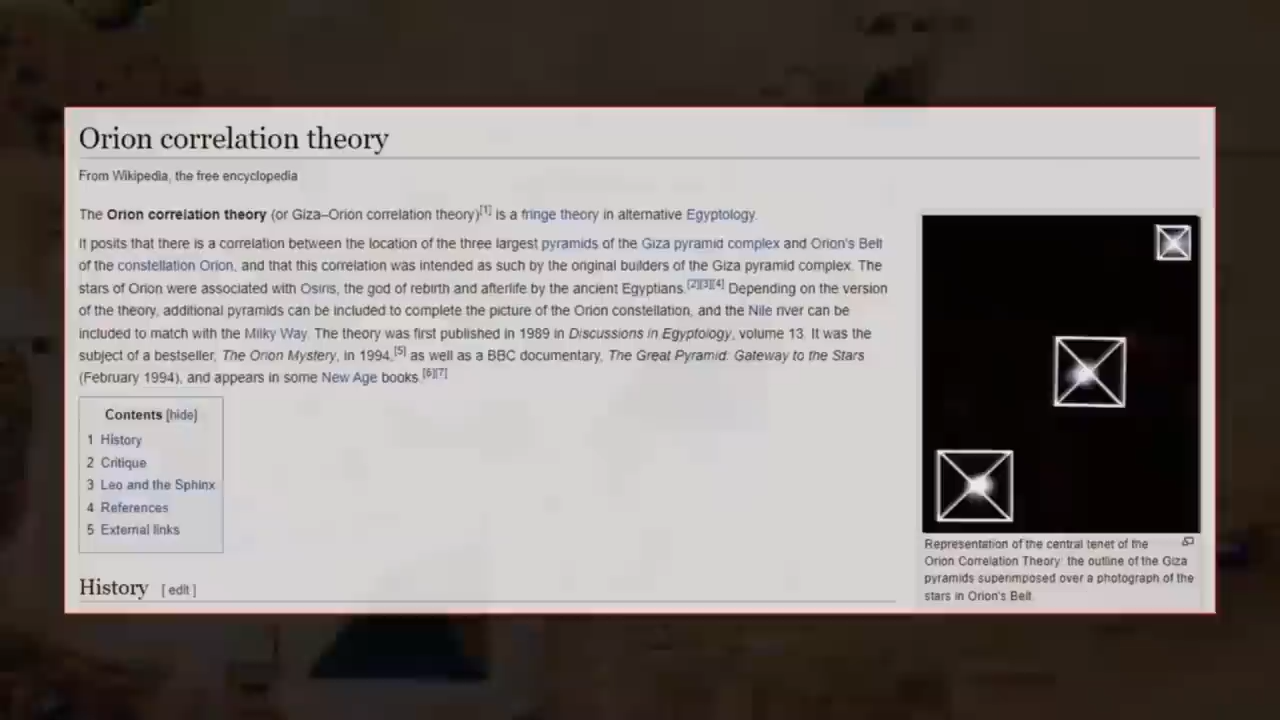 Orion correlation theory
From Wikipedia, the free encyclopedia
The Orion correlation theory (or Giza–Orion correlation theory)[1] is a fringe theory in alternative Egyptology.
It posits that there is a correlation between the location of the three largest pyramids of the Giza pyramid complex and Orion's Belt
of the constellation Orion, and that this correlation was intended as such by the original builders of the Giza pyramid complex. The
stars of Orion were associated with Osiris, the god of rebirth and afterlife by the ancient Egyptians.[2][3][4] Depending on the version
of the theory, additional pyramids can be included to complete the picture of the Orion constellation, and the Nile river can be
included to match with the Milky Way. The theory was first published in 1989 in Discussions in Egyptology, volume 13. It was the
subject of a bestseller, The Orion Mystery, in 1994,[5] as well as a BBC documentary, The Great Pyramid: Gateway to the Stars
(February 1994), and appears in some New Age books.[6][7]
Contents [hide]
1 History
2 Critique
3 Leo and the Sphinx
4 References
5 External links
History [ edit ]
Representation of the central tenet of the
Orion Correlation Theory: the outline of the Giza
pyramids superimposed over a photograph of the
stars in Orion's Belt.